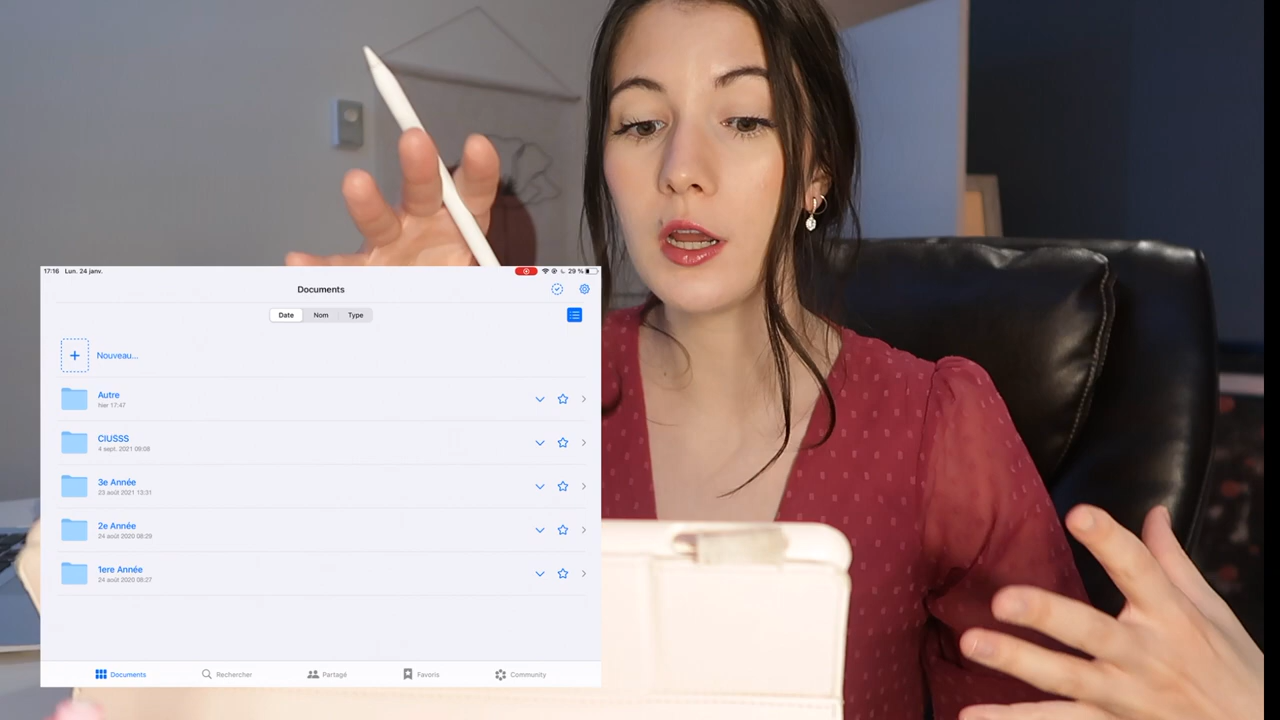 17:16 Lun. 24 janv. 29 %
Documents
Date Nom Type
Nouveau...
Autre
hier 17:47
CIUSSS
4 sept. 2021 09:08
3e Année
23 août 2021 13:31
2e Année
24 août 2020 08:29
1ere Année
24 août 2020 08:27
Documents Rechercher Partagé Favoris Community